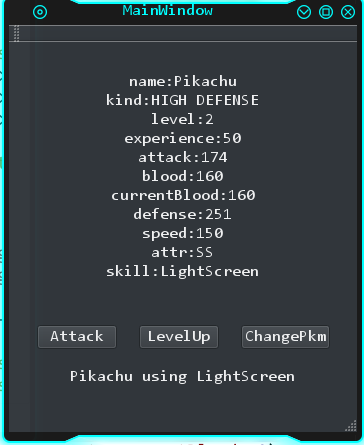 MainWindow
name:Pikachu
kind:HIGH DEFENSE
level:2
experience:50
attack:174
blood:160
currentBlood:160
defense:251
speed:150
attr:SS
skill:LightScreen
Attack LevelUp ChangePkm
Pikachu using LightScreen